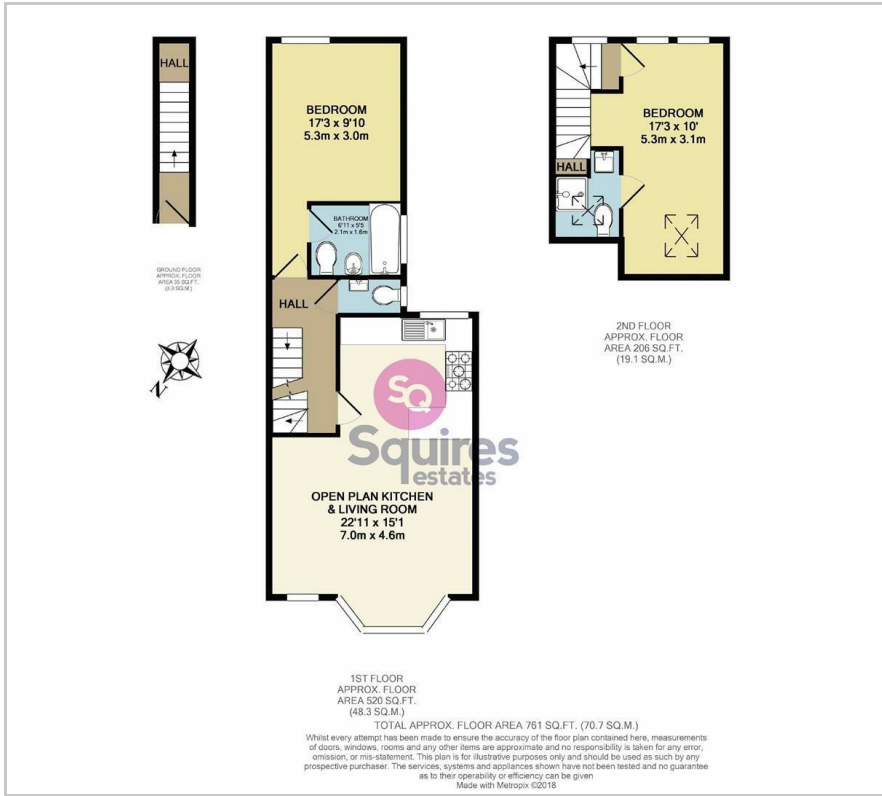 HALL
GROUND FLOOR
APPROX. FLOOR
AREA 35 SQ.FT.
(3.3 SQ.M.)
N
BEDROOM
17'3 x 9'10
5.3m x 3.0m
BATHROOM
6'11 x 5'5
2.1m x 1.6m
HALL
SQ
Squires
estates
OPEN PLAN KITCHEN
& LIVING ROOM
22'11 x 15'1
7.0m x 4.6m
1ST FLOOR
APPROX. FLOOR
AREA 520 SQ.FT.
(48.3 SQ.M.)
BEDROOM
17'3 x 10'
5.3m x 3.1m
HALL
2ND FLOOR
APPROX. FLOOR
AREA 206 SQ.FT.
(19.1 SQ.M.)
TOTAL APPROX. FLOOR AREA 761 SQ.FT. (70.7 SQ.M.)
Whilst every attempt has been made to ensure the accuracy of the floor plan contained here, measurements
of doors, windows, rooms and any other items are approximate and no responsibility is taken for any error,
omission, or mis-statement. This plan is for illustrative purposes only and should be used as such by any
prospective purchaser. The services, systems and appliances shown have not been tested and no guarantee
as to their operability or efficiency can be given
Made with Metropix ©2018